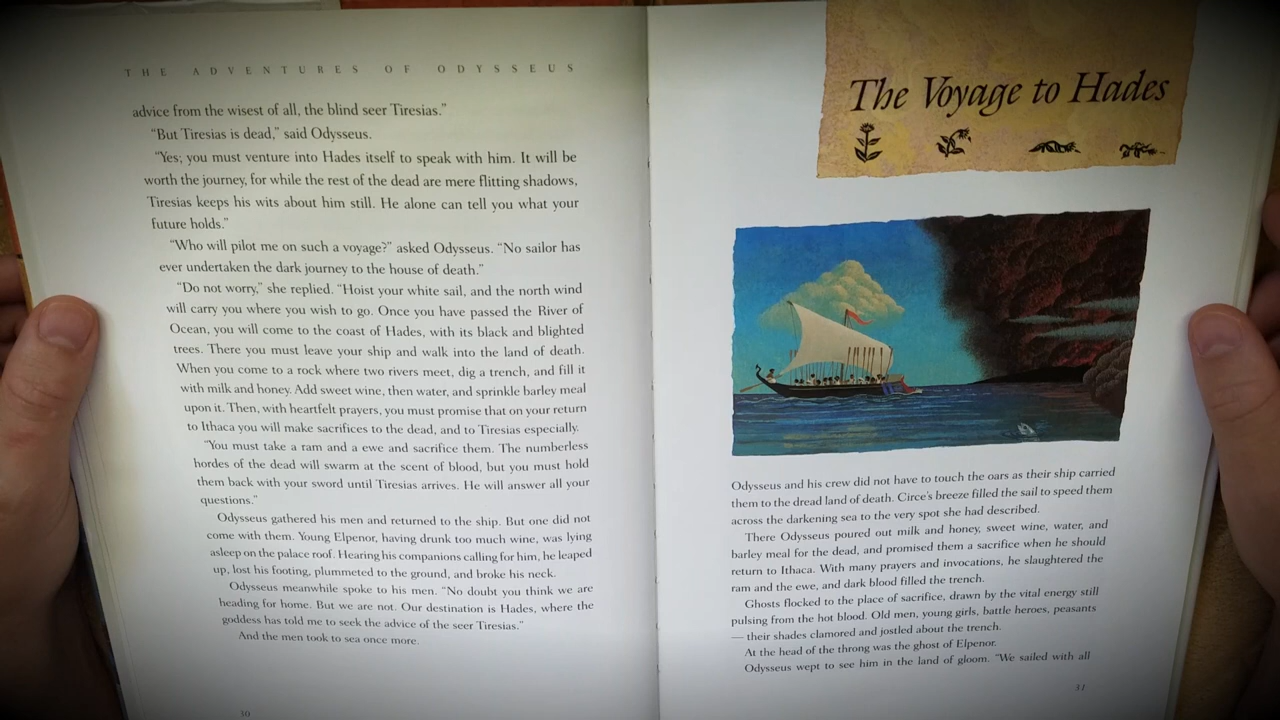 THE ADVENTURES OF ODYSSEUS
advice from the wisest of all, the blind seer Tiresias.”
“But Tiresias is dead,” said Odysseus.
“Yes; you must venture into Hades itself to speak with him. It will be
worth the journey, for while the rest of the dead are mere flitting shadows,
Tiresias keeps his wits about him still. He alone can tell you what your
future holds.”
“Who will pilot me on such a voyage?” asked Odysseus. “No sailor has
ever undertaken the dark journey to the house of death.”
“Do not worry,” she replied. “Hoist your white sail, and the north wind
will carry you where you wish to go. Once you have passed the River of
Ocean, you will come to the coast of Hades, with its black and blighted
trees. There you must leave your ship and walk into the land of death.
When you come to a rock where two rivers meet, dig a trench, and fill it
with milk and honey. Add sweet wine, then water, and sprinkle barley meal
upon it. Then, with heartfelt prayers, you must promise that on your return
to Ithaca you will make sacrifices to the dead, and to Tiresias especially.
“You must take a ram and a ewe and sacrifice them. The numberless
hordes of the dead will swarm at the scent of blood, but you must hold
them back with your sword until Tiresias arrives. He will answer all your
questions.”
Odysseus gathered his men and returned to the ship. But one did not
come with them. Young Elpenor, having drunk too much wine, was lying
asleep on the palace roof. Hearing his companions calling for him, he leaped
up, lost his footing, plummeted to the ground, and broke his neck.
Odysseus meanwhile spoke to his men. “No doubt you think we are
heading for home. But we are not. Our destination is Hades, where the
goddess has told me to seek the advice of the seer Tiresias.”
And the men took to sea once more.
30
The Voyage to Hades
Odysseus and his crew did not have to touch the oars as their ship carried
them to the dread land of death. Circe’s breeze filled the sail to speed them
across the darkening sea to the very spot she had described.
There Odysseus poured out milk and honey, sweet wine, water, and
barley meal for the dead, and promised them a sacrifice when he should
return to Ithaca. With many prayers and invocations, he slaughtered the
ram and the ewe, and dark blood filled the trench.
Ghosts flocked to the place of sacrifice, drawn by the vital energy still
pulsing from the hot blood. Old men, young girls, battle heroes, peasants
— their shades clamored and jostled about the trench.
At the head of the throng was the ghost of Elpenor.
Odysseus wept to see him in the land of gloom. “We sailed with all
31